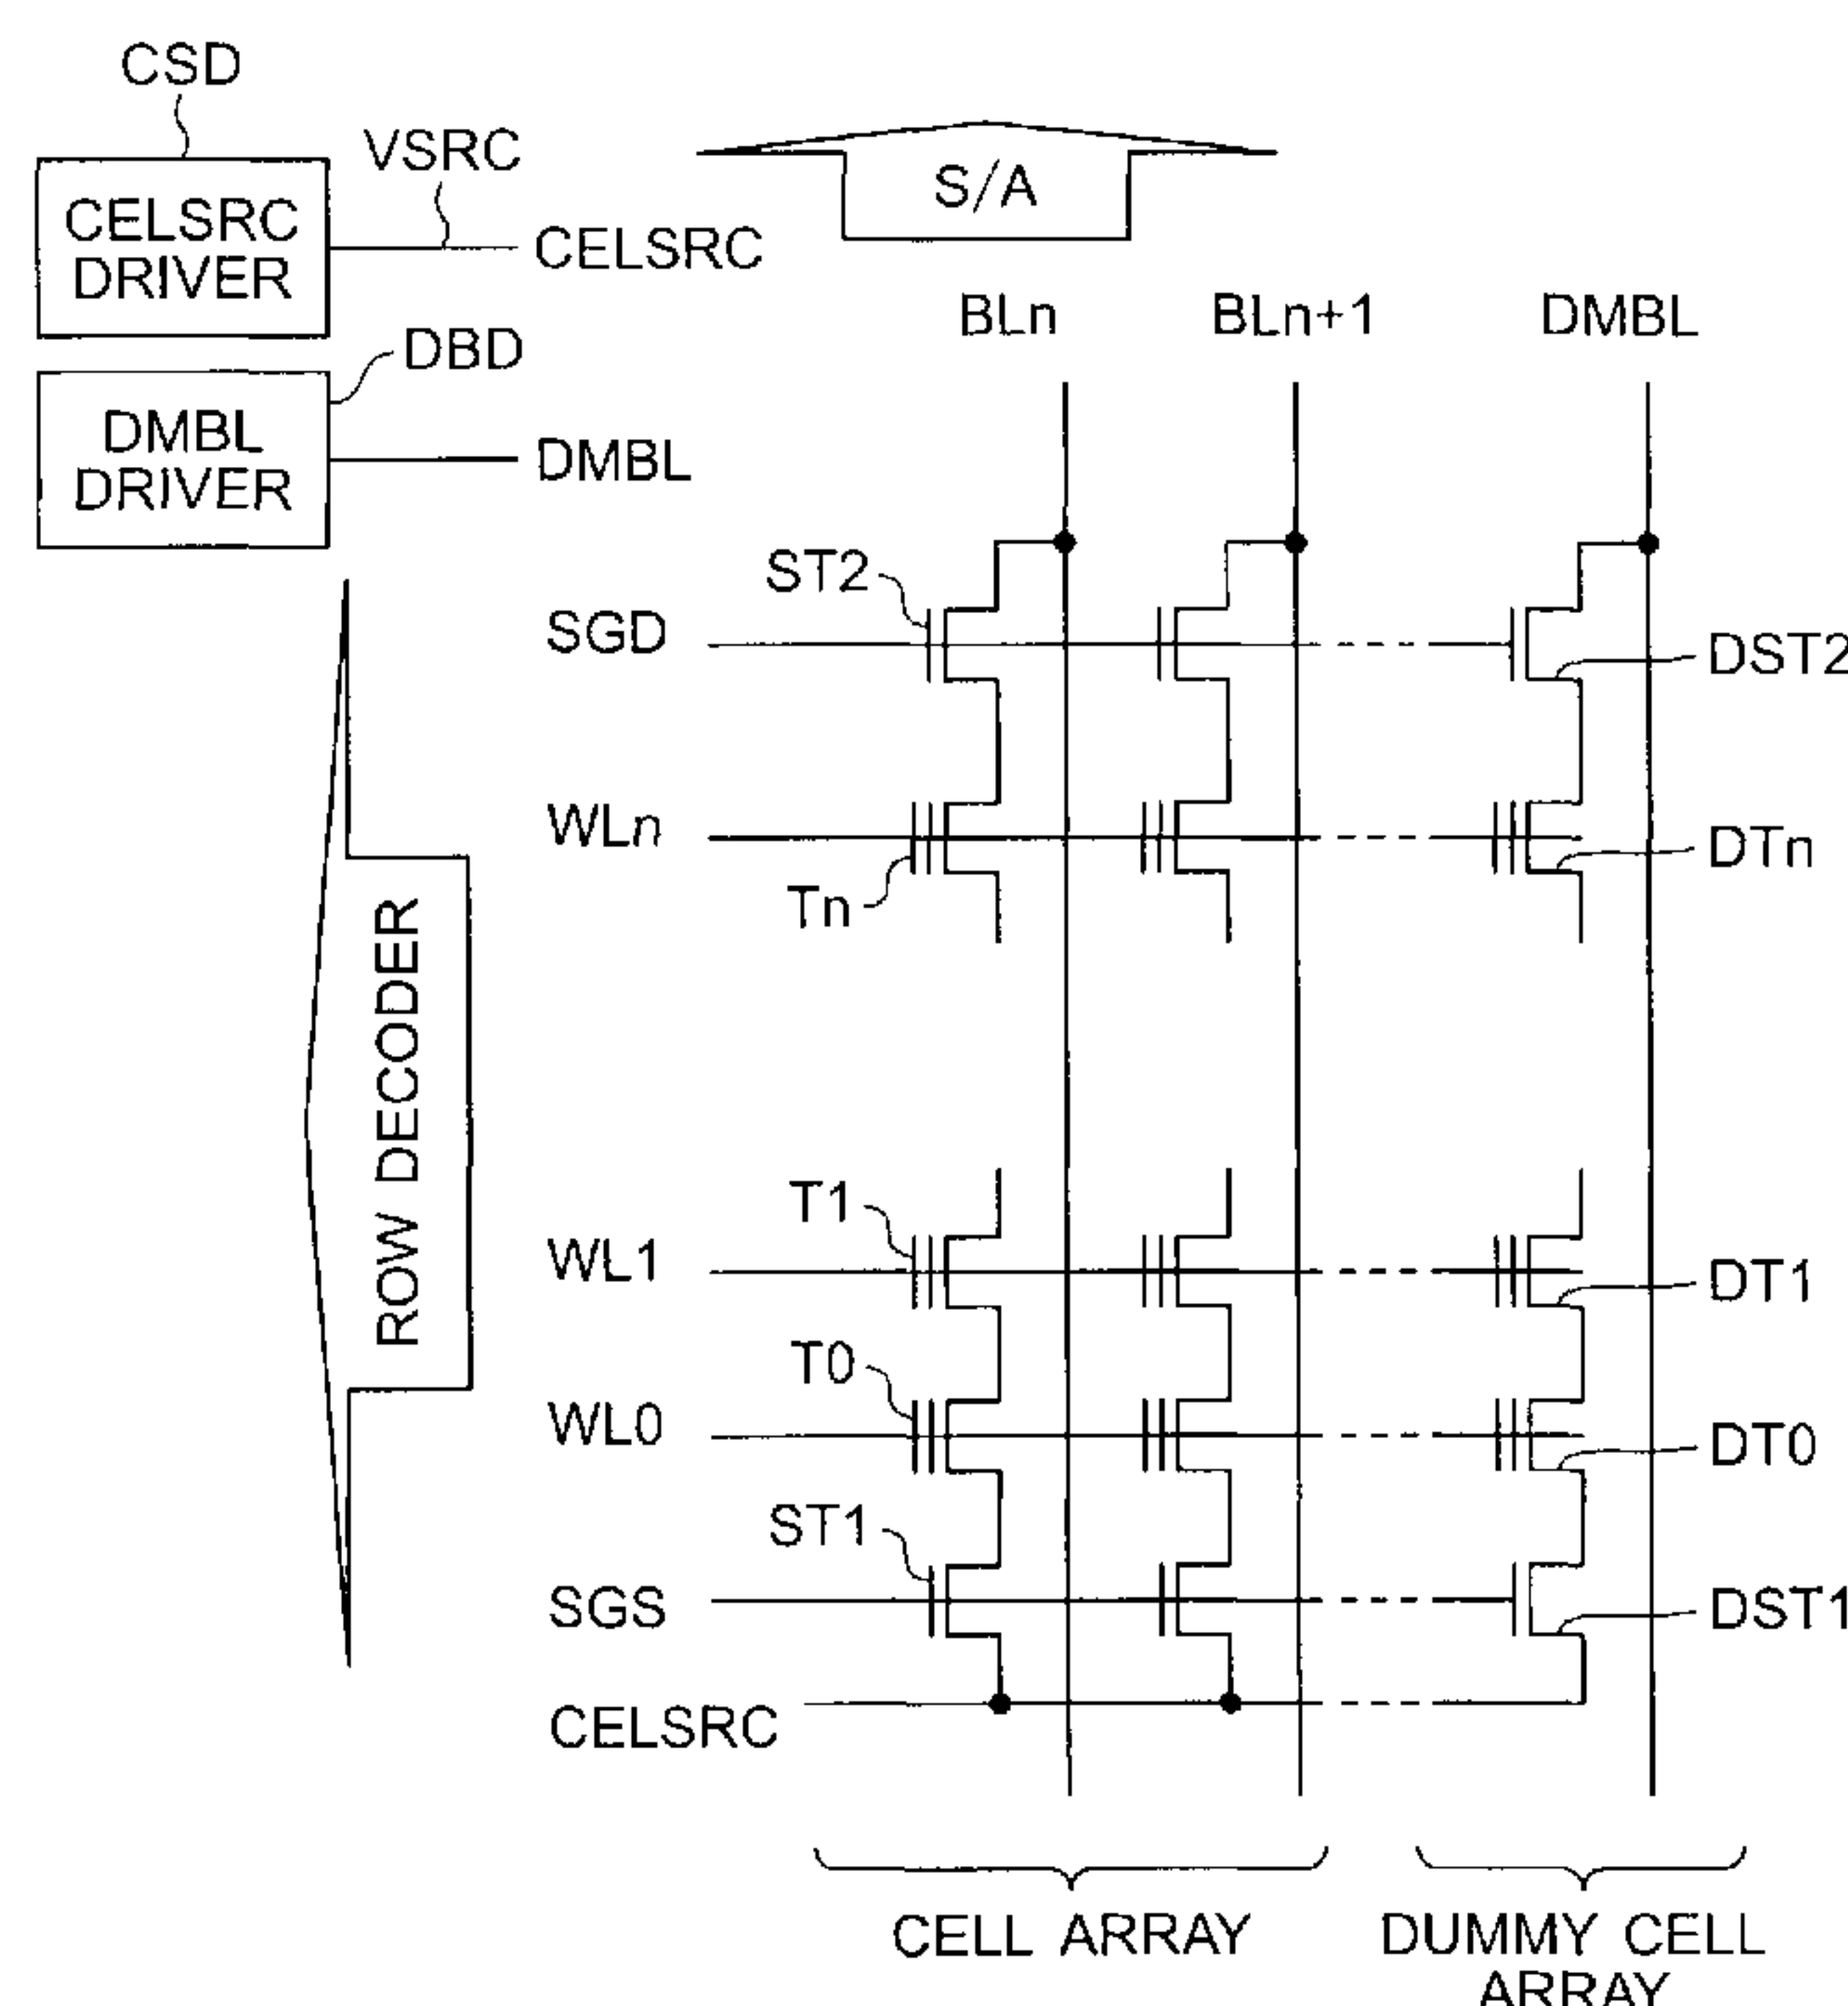 CSD
VSRC
CELSRC
DRIVER
CELSRC
S/A
BLn
BLn+1
DMBL
DBD
DMBL
DRIVER
DMBL
ST2
SGD
DST2
WLn
DTn
Tn
ROW DECODER
T1
WL1
DT1
T0
WL0
DT0
ST1
SGS
DST1
CELSRC
CELL ARRAY
DUMMY CELL
ARRAY